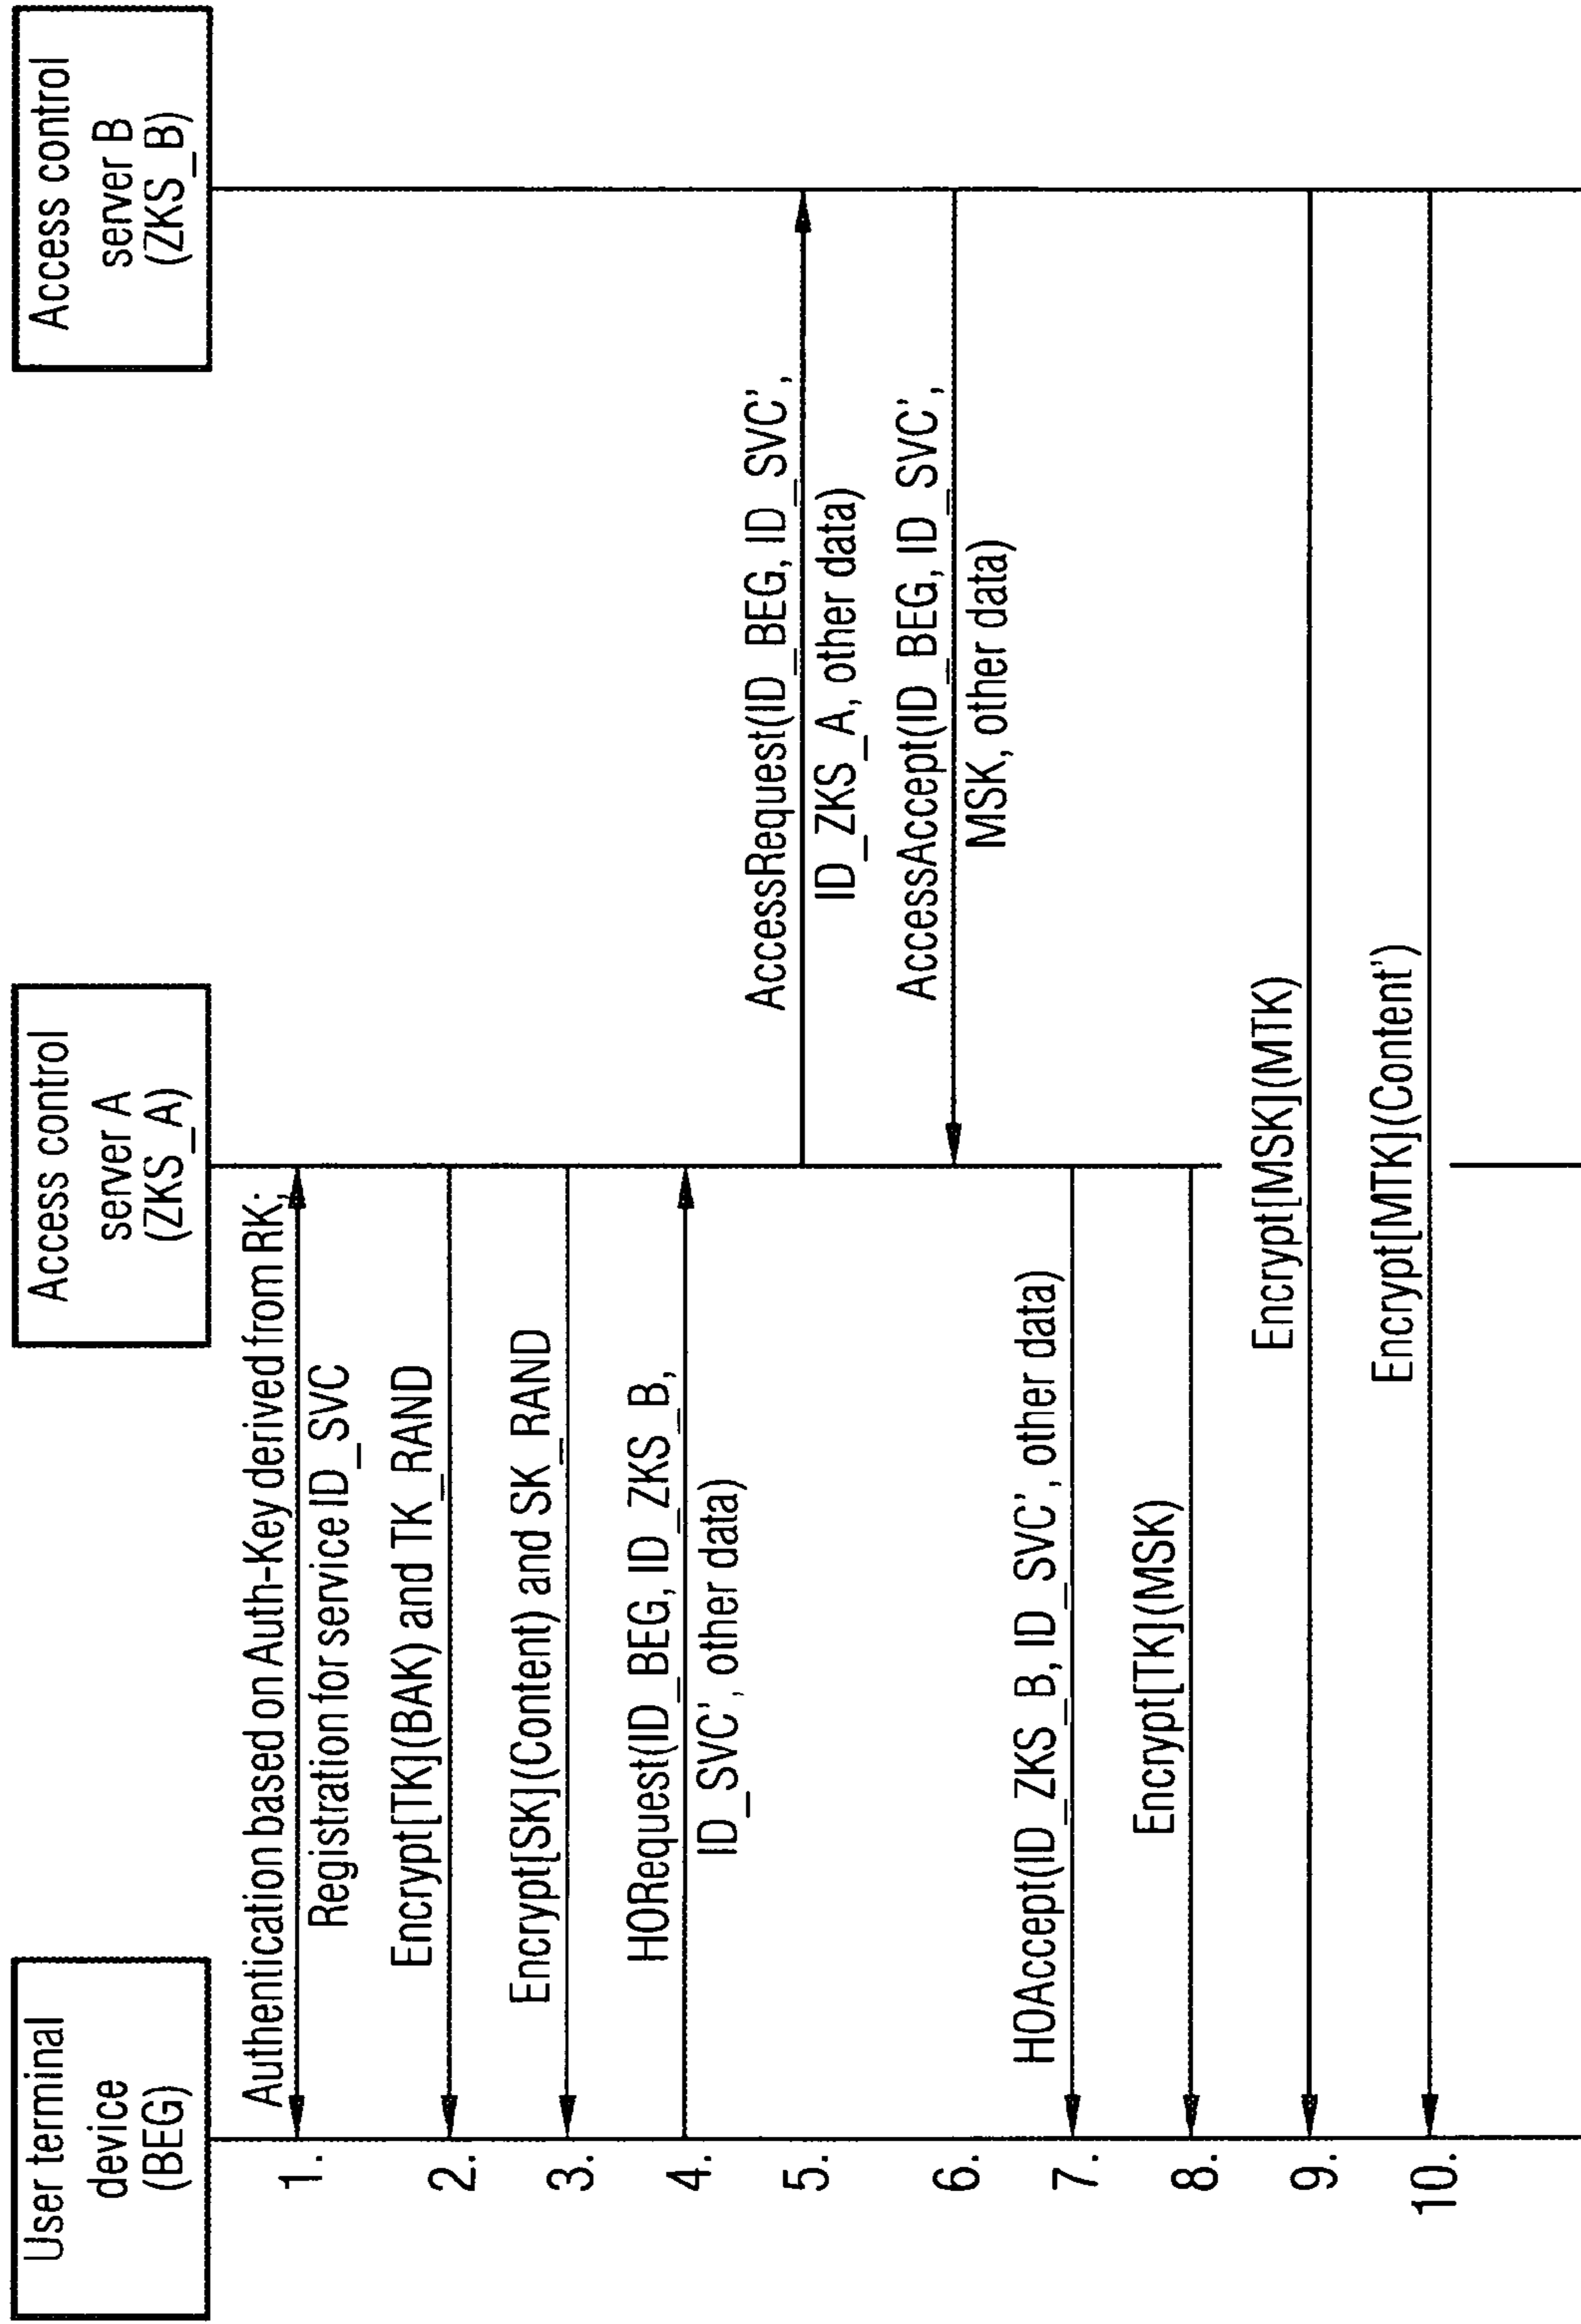 User terminal
device
(BEG)
Access control
server A
(ZKS_A)
Access control
server B
(ZKS_B)
1.
Authentication based on Auth-Key derived from RK;
Registration for service ID_SVC
2.
Encrypt[TK](BAK) and TK_RAND
3.
Encrypt[SK](Content) and SK_RAND
4.
HORequest(ID_BEG, ID_ZKS_B,
ID_SVC', other data)
5.
AccessRequest(ID_BEG, ID_SVC',
ID_ZKS_A, other data)
6.
AccessAccept(ID_BEG, ID_SVC',
MSK, other data)
7.
HOAccept(ID_ZKS_B, ID_SVC', other data)
8.
Encrypt[TK](MSK)
9.
Encrypt[MSK](MTK)
10.
Encrypt[MTK](Content')